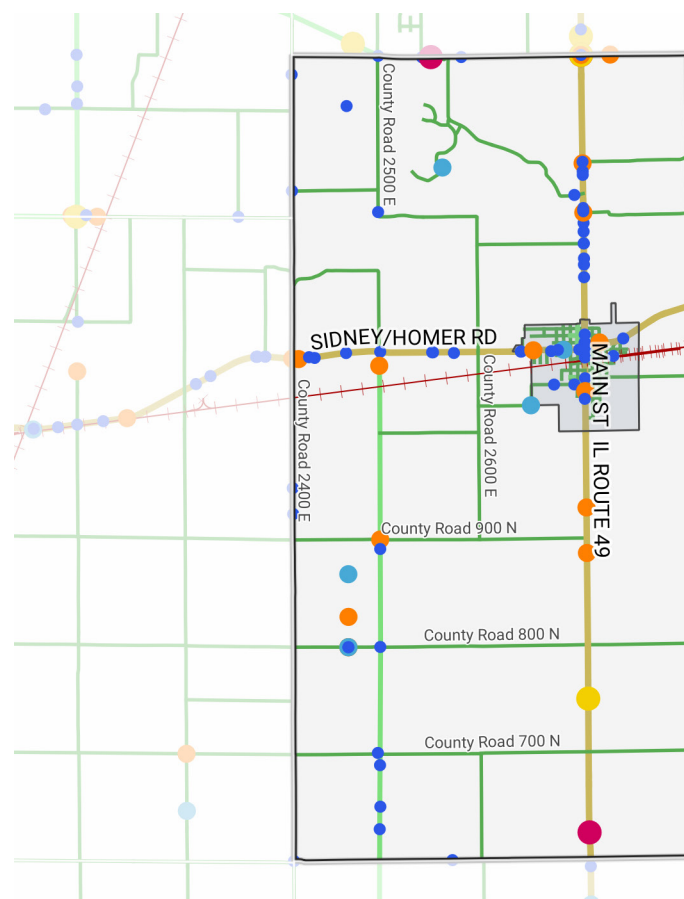 County Road 2500 E
SIDNEY/HOMER RD
County Road 2400 E
County Road 2600 E
MAIN ST
IL ROUTE 49
County Road 900 N
County Road 800 N
County Road 700 N